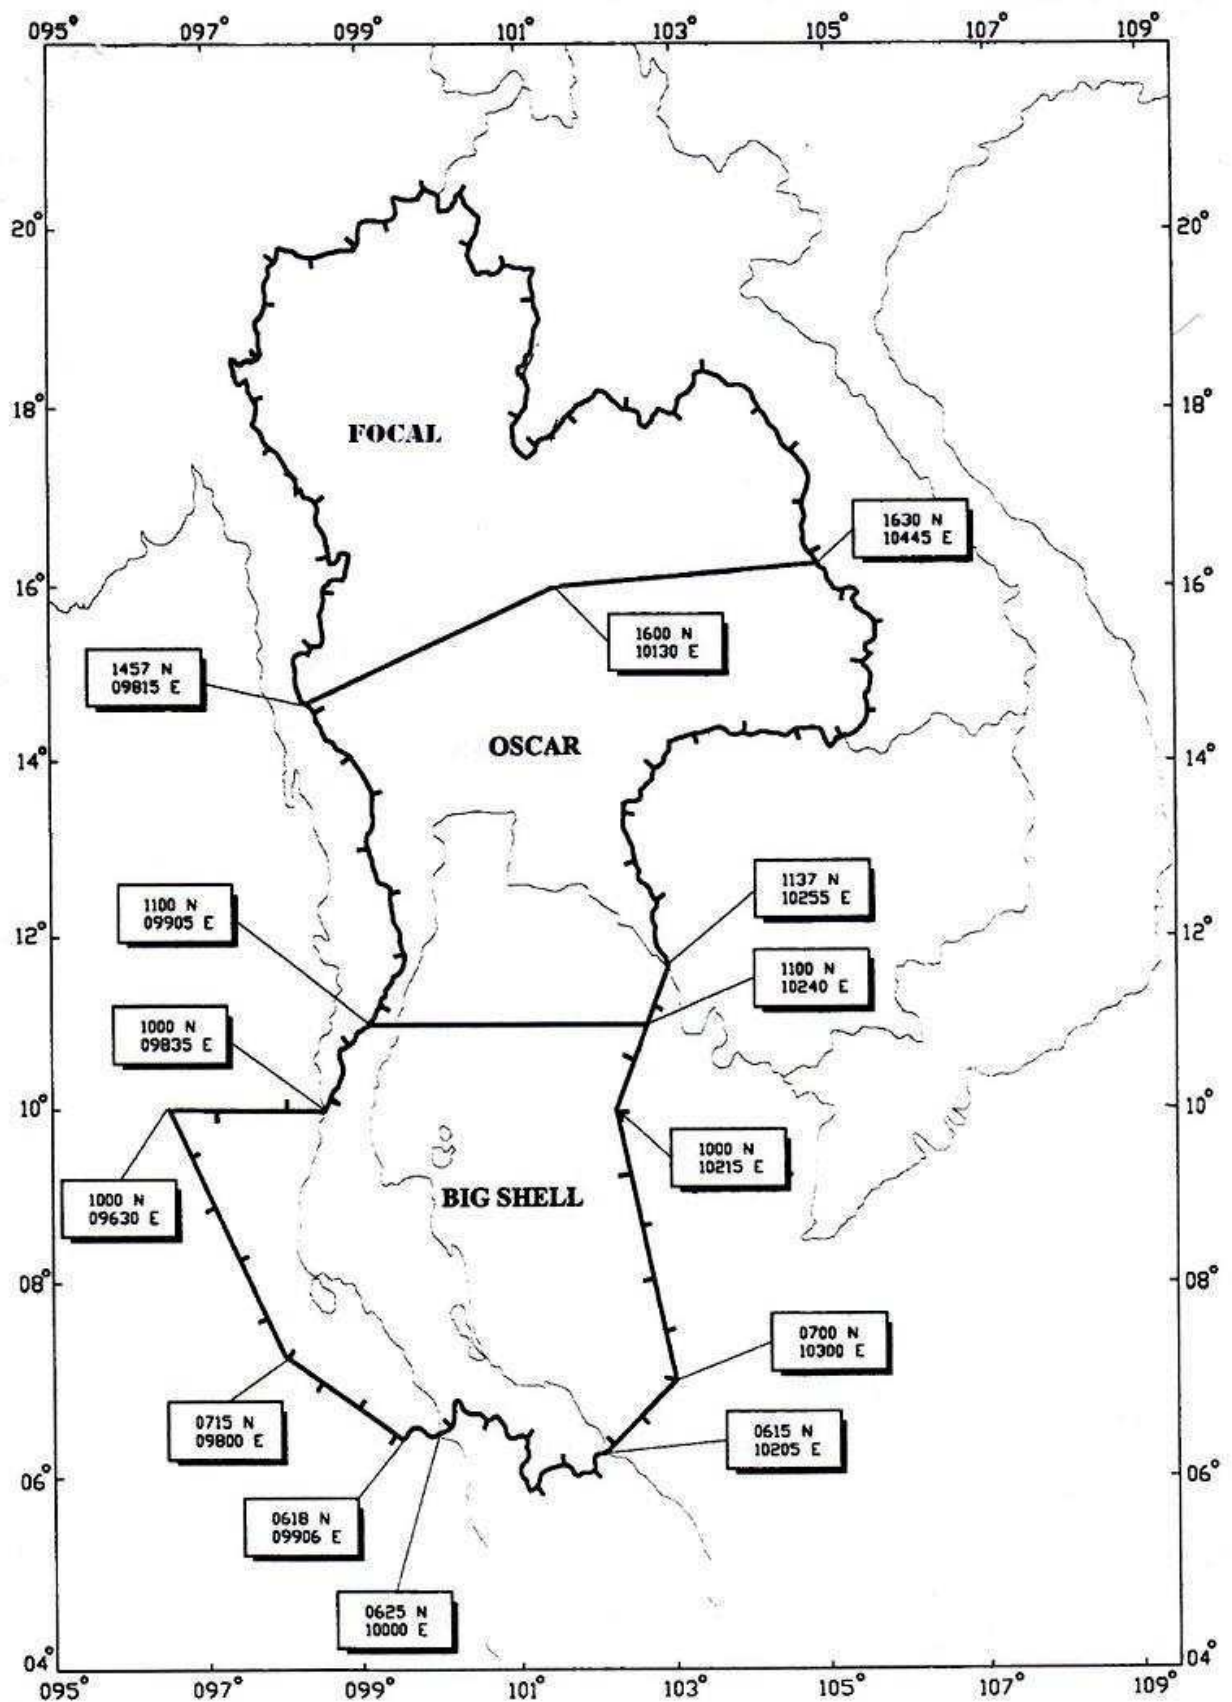 095° 097° 099° 101° 103° 105° 107° 109°
20° 20°
18° 18°
FOCAL
1630 N
10445 E
16° 16°
1600 N
10130 E
1457 N
09815 E
OSCAR
14° 14°
1137 N
10255 E
1100 N
09905 E
12° 12°
1100 N
10240 E
1000 N
09835 E
10° 10°
1000 N
10215 E
1000 N
09630 E
BIG SHELL
08° 08°
0700 N
10300 E
0715 N
09800 E
0615 N
10205 E
06° 06°
0618 N
09906 E
0625 N
10000 E
04° 04°
095° 097° 099° 101° 103° 105° 107° 109°